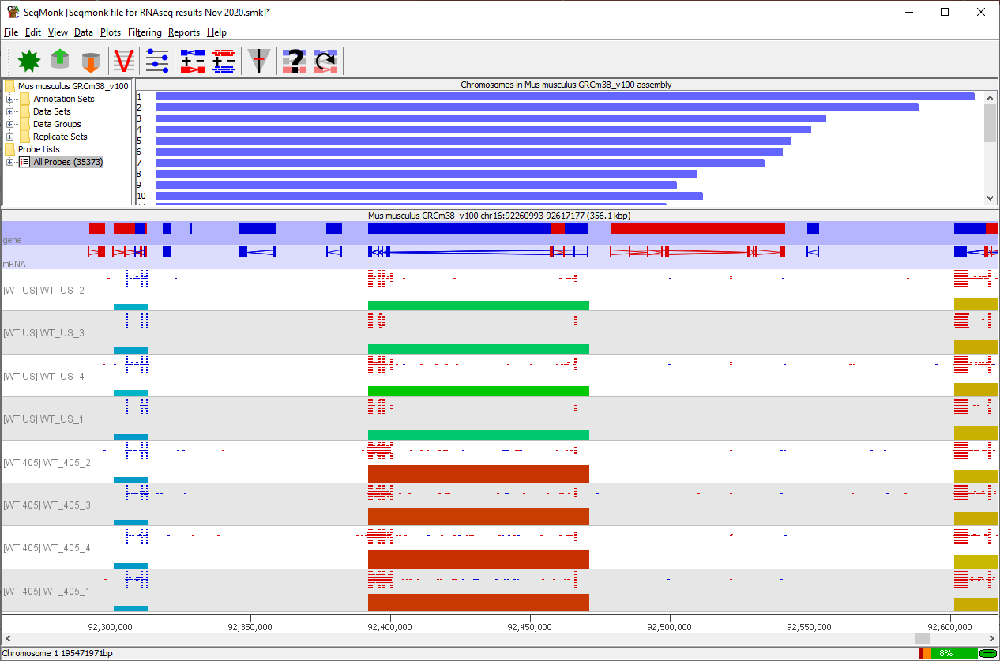 SeqMonk [Seqmonk file for RNAseq results Nov 2020.smk]*
File Edit View Data Plots Filtering Reports Help
Mus musculus GRCm38_v100
Annotation Sets
Data Sets
Data Groups
Replicate Sets
Probe Lists
All Probes (35373)
Chromosomes in Mus musculus GRCm38_v100 assembly
1
2
3
4
5
6
7
8
9
10
Mus musculus GRCm38_v100 chr16:92260993-92617177 (356.1 kbp)
gene
mRNA
[WT US] WT_US_2
[WT US] WT_US_3
[WT US] WT_US_4
[WT US] WT_US_1
[WT 405] WT_405_2
[WT 405] WT_405_3
[WT 405] WT_405_4
[WT 405] WT_405_1
92,300,000 92,350,000 92,400,000 92,450,000 92,500,000 92,550,000 92,600,000
Chromosome 1 195471971bp
8%